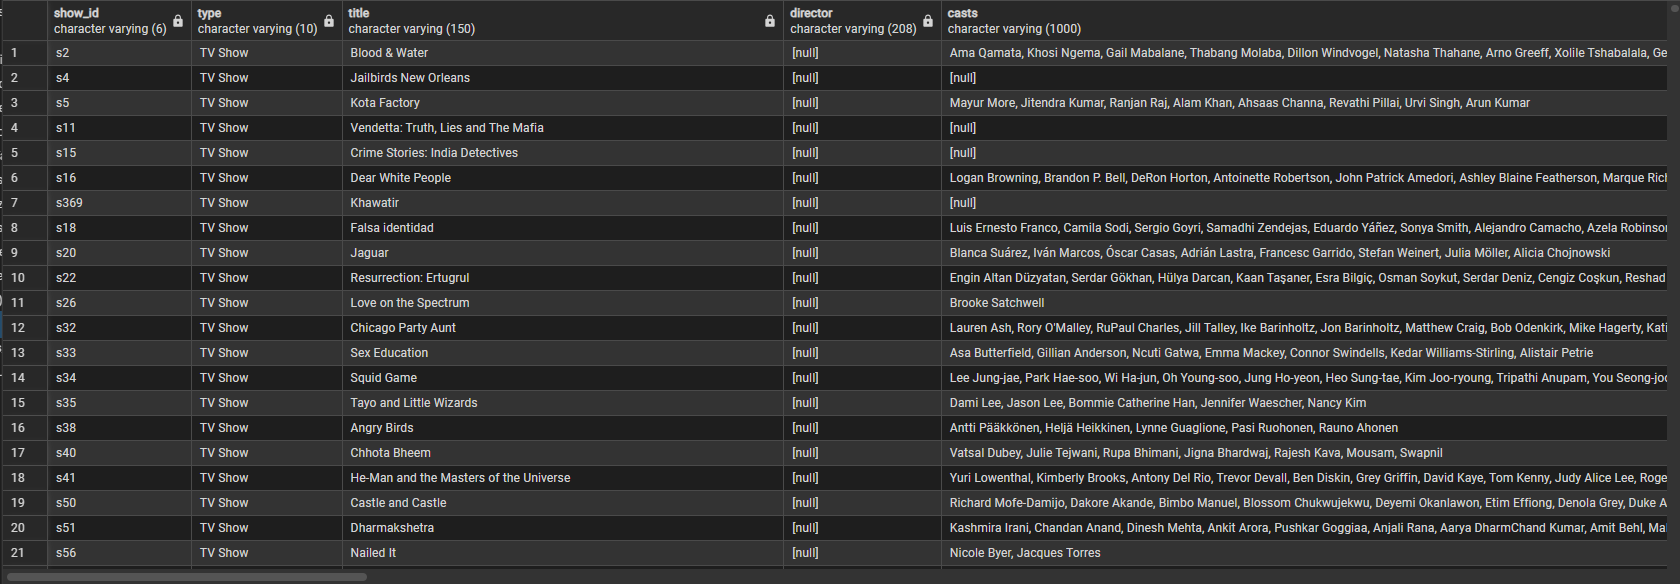 show_id type title director casts
character varying (6) character varying (10) character varying (150) character varying (208) character varying (1000)
1 s2 TV Show Blood & Water [null] Ama Qamata, Khosi Ngema, Gail Mabalane, Thabang Molaba, Dillon Windvogel, Natasha Thahane, Arno Greeff, Xolile Tshabalala, Ge
2 s4 TV Show Jailbirds New Orleans [null] [null]
3 s5 TV Show Kota Factory [null] Mayur More, Jitendra Kumar, Ranjan Raj, Alam Khan, Ahsaas Channa, Revathi Pillai, Urvi Singh, Arun Kumar
4 s11 TV Show Vendetta: Truth, Lies and The Mafia [null] [null]
5 s15 TV Show Crime Stories: India Detectives [null] [null]
6 s16 TV Show Dear White People [null] Logan Browning, Brandon P. Bell, DeRon Horton, Antoinette Robertson, John Patrick Amedori, Ashley Blaine Featherson, Marque Rich
7 s369 TV Show Khawatir [null] [null]
8 s18 TV Show Falsa identidad [null] Luis Ernesto Franco, Camila Sodi, Sergio Goyri, Samadhi Zendejas, Eduardo Yáñez, Sonya Smith, Alejandro Camacho, Azela Robinso
9 s20 TV Show Jaguar [null] Blanca Suárez, Iván Marcos, Óscar Casas, Adrián Lastra, Francesc Garrido, Stefan Weinert, Julia Möller, Alicia Chojnowski
10 s22 TV Show Resurrection: Ertugrul [null] Engin Altan Düzyatan, Serdar Gökhan, Hülya Darcan, Kaan Taşaner, Esra Bilgiç, Osman Soykut, Serdar Deniz, Cengiz Coşkun, Reshad
11 s26 TV Show Love on the Spectrum [null] Brooke Satchwell
12 s32 TV Show Chicago Party Aunt [null] Lauren Ash, Rory O'Malley, RuPaul Charles, Jill Talley, Ike Barinholtz, Jon Barinholtz, Matthew Craig, Bob Odenkirk, Mike Hagerty, Kati
13 s33 TV Show Sex Education [null] Asa Butterfield, Gillian Anderson, Ncuti Gatwa, Emma Mackey, Connor Swindells, Kedar Williams-Stirling, Alistair Petrie
14 s34 TV Show Squid Game [null] Lee Jung-jae, Park Hae-soo, Wi Ha-jun, Oh Young-soo, Jung Ho-yeon, Heo Sung-tae, Kim Joo-ryoung, Tripathi Anupam, You Seong-joo
15 s35 TV Show Tayo and Little Wizards [null] Dami Lee, Jason Lee, Bommie Catherine Han, Jennifer Waescher, Nancy Kim
16 s38 TV Show Angry Birds [null] Antti Pääkkönen, Heljä Heikkinen, Lynne Guaglione, Pasi Ruohonen, Rauno Ahonen
17 s40 TV Show Chhota Bheem [null] Vatsal Dubey, Julie Tejwani, Rupa Bhimani, Jigna Bhardwaj, Rajesh Kava, Mousam, Swapnil
18 s41 TV Show He-Man and the Masters of the Universe [null] Yuri Lowenthal, Kimberly Brooks, Antony Del Rio, Trevor Devall, Ben Diskin, Grey Griffin, David Kaye, Tom Kenny, Judy Alice Lee, Roge
19 s50 TV Show Castle and Castle [null] Richard Mofe-Damijo, Dakore Akande, Bimbo Manuel, Blossom Chukwujekwu, Deyemi Okanlawon, Etim Effiong, Denola Grey, Duke A
20 s51 TV Show Dharmakshetra [null] Kashmira Irani, Chandan Anand, Dinesh Mehta, Ankit Arora, Pushkar Goggiaa, Anjali Rana, Aarya DharmChand Kumar, Amit Behl, Ma
21 s56 TV Show Nailed It [null] Nicole Byer, Jacques Torres